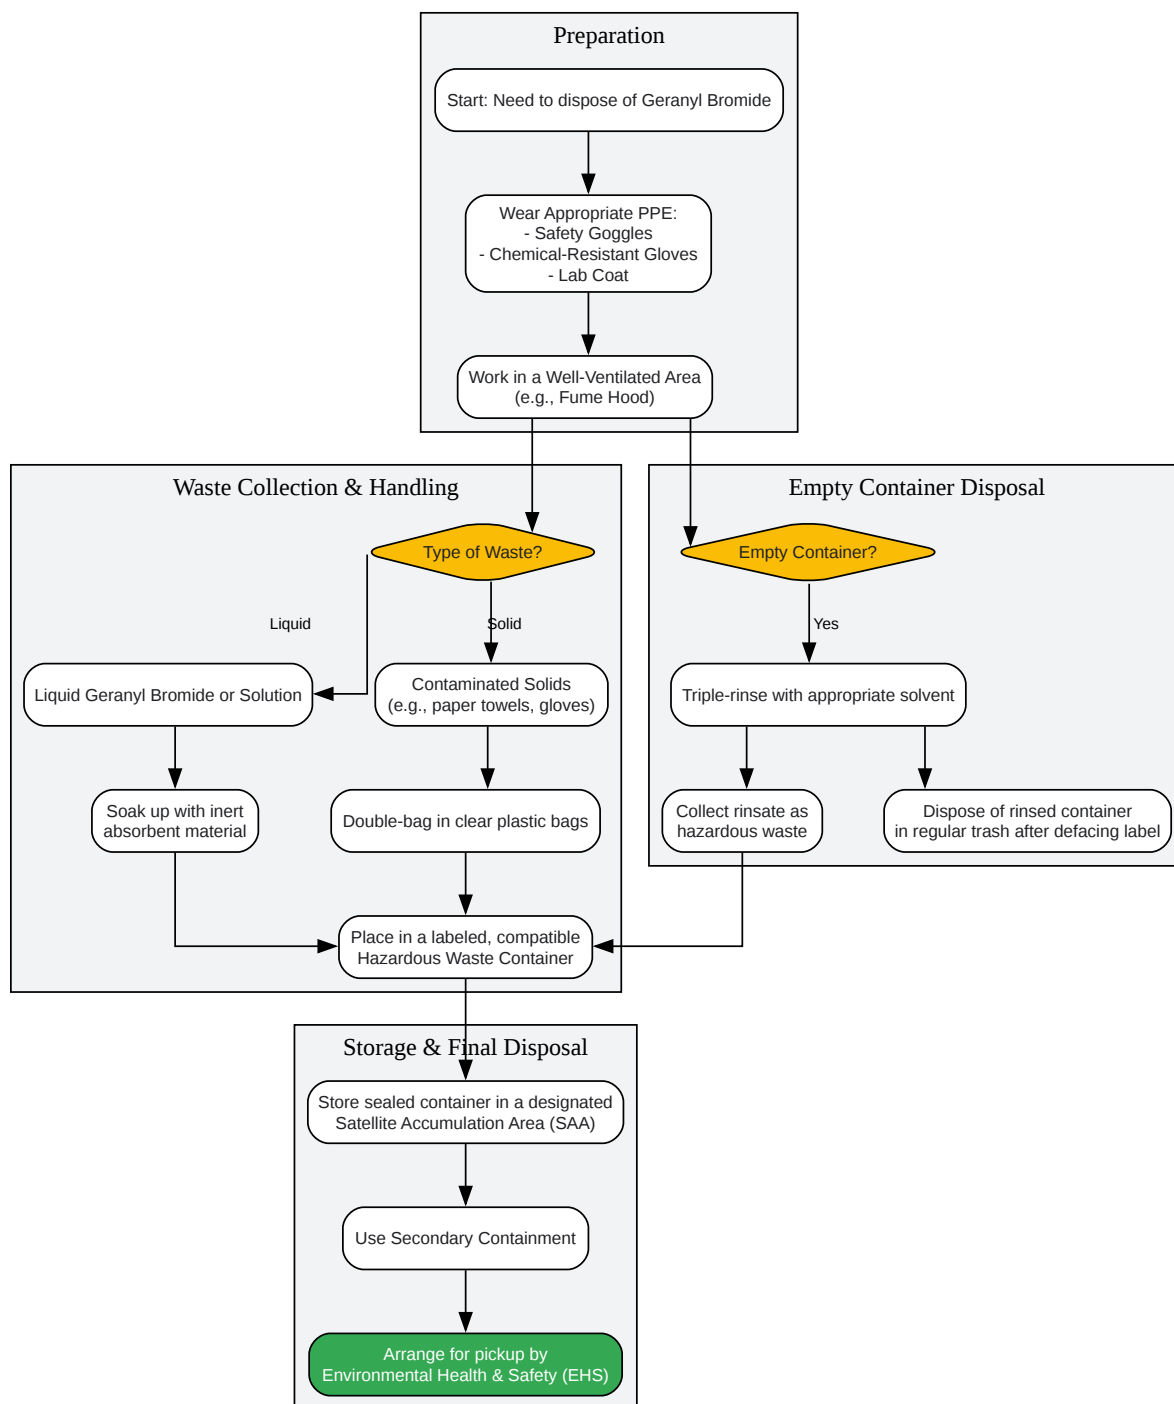 Preparation
Start: Need to dispose of Geranyl Bromide
Wear Appropriate PPE:
- Safety Goggles
- Chemical-Resistant Gloves
- Lab Coat
Work in a Well-Ventilated Area
(e.g., Fume Hood)
Waste Collection & Handling
Type of Waste?
Liquid
Solid
Liquid Geranyl Bromide or Solution
Contaminated Solids
(e.g., paper towels, gloves)
Soak up with inert
absorbent material
Double-bag in clear plastic bags
Place in a labeled, compatible
Hazardous Waste Container
Empty Container Disposal
Empty Container?
Yes
Triple-rinse with appropriate solvent
Collect rinsate as
hazardous waste
Dispose of rinsed container
in regular trash after defacing label
Storage & Final Disposal
Store sealed container in a designated
Satellite Accumulation Area (SAA)
Use Secondary Containment
Arrange for pickup by
Environmental Health & Safety (EHS)